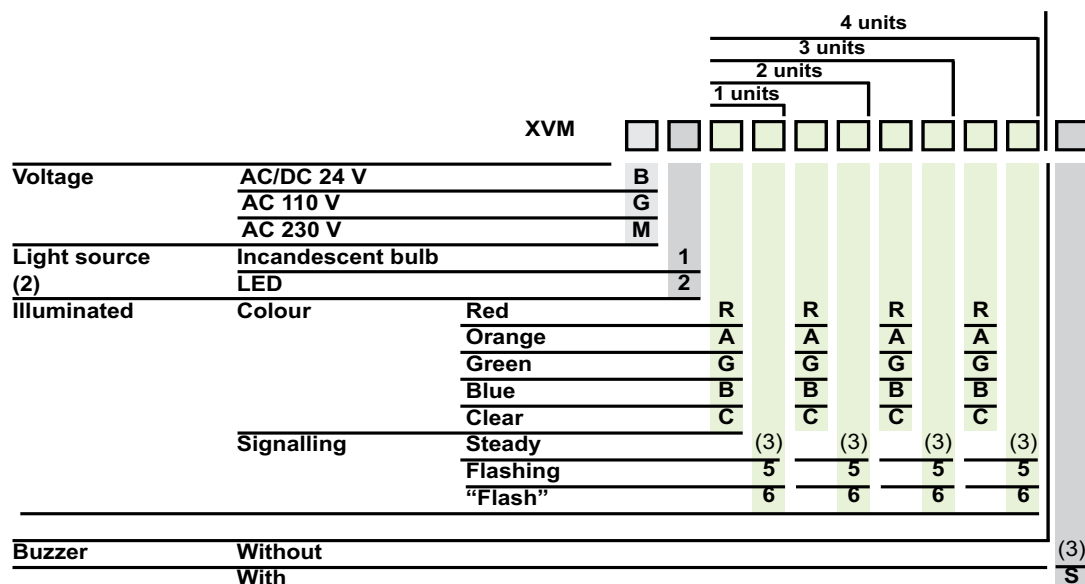 4 units
3 units
2 units
1 units
XVM
Voltage AC/DC 24 V B
AC 110 V G
AC 230 V M
Light source Incandescent bulb 1
(2) LED 2
Illuminated Colour Red R R R R
Orange A A A A
Green G G G G
Blue B B B B
Clear C C C C
Signalling Steady (3) (3) (3) (3)
Flashing 5 5 5 5
“Flash” 6 6 6 6
Buzzer Without (3)
With S